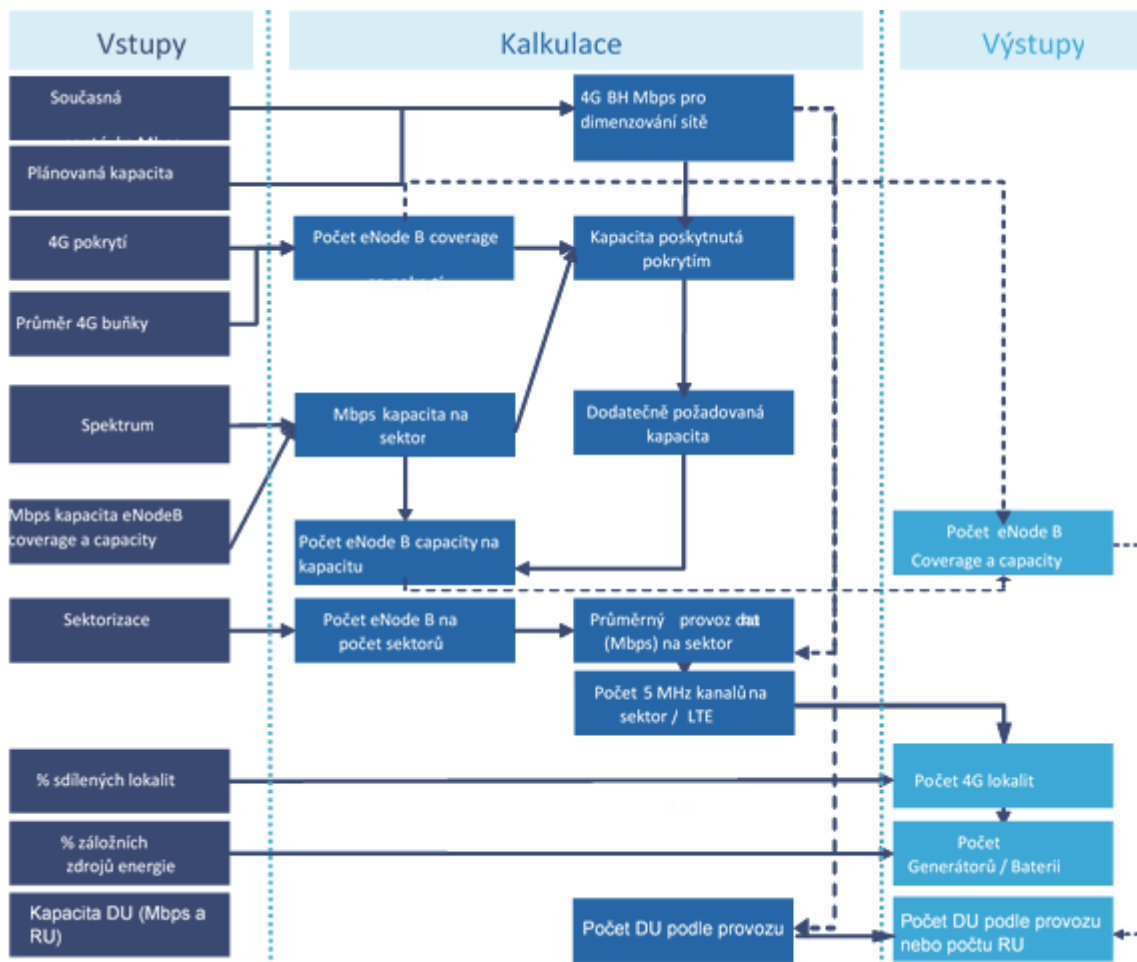 Vstupy
Kalkulace
Výstupy
Současná
4G BH Mbps pro
dimenzování sítě
Plánovaná kapacita
4G pokrytí
Počet eNode B coverage
Kapacita poskytnutá
pokrytím
Průměr 4G buňky
Spektrum
Mbps kapacita na
sektor
Dodatečně požadovaná
kapacita
Mbps kapacita eNodeB
coverage a capacity
Počet eNode B capacity na
kapacitu
Počet eNode B
Coverage a capacity
Sektorizace
Počet eNode B na
počet sektorů
Průměrný provoz
(Mbps) na sektor
Počet 5 MHz kanálů na
sektor / LTE
% sdílených lokalit
Počet 4G lokalit
% záložních
zdrojů energie
Počet
Generátorů / Baterii
Kapacita DU (Mbps a
RU)
Počet DU podle provozu
Počet DU podle provozu
nebo počtu RU